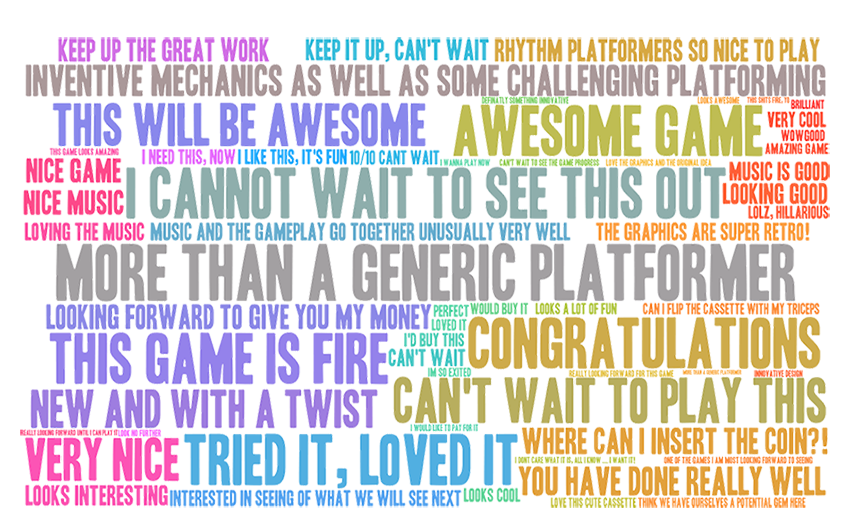 KEEP UP THE GREAT WORK
KEEP IT UP, CAN'T WAIT
RHYTHM PLATFORMERS SO NICE TO PLAY
INVENTIVE MECHANICS AS WELL AS SOME CHALLENGING PLATFORMING
THIS WILL BE AWESOME
DEFINATLY SOMETHING INNOVATIVE
LOOKS AWESOME
THIS SHITS FIRE, YO
BRILLIANT
AWESOME GAME
VERY COOL
WOWGOOD
AMAZING GAME
THIS GAME LOOKS AMAZING
I NEED THIS, NOW
I LIKE THIS, IT'S FUN
10/10 CANT WAIT
I WANNA PLAY NOW
CAN'T WAIT TO SEE THE GAME PROGRESS
LOVE THE GRAPHICS AND THE ORIGINAL IDEA
NICE GAME
NICE MUSIC
I CANNOT WAIT TO SEE THIS OUT
MUSIC IS GOOD
LOOKING GOOD
LOLZ, HILLARIOUS
LOVING THE MUSIC
MUSIC AND THE GAMEPLAY GO TOGETHER UNUSUALLY VERY WELL
THE GRAPHICS ARE SUPER RETRO!
MORE THAN A GENERIC PLATFORMER
LOOKING FORWARD TO GIVE YOU MY MONEY
PERFECT
LOVED IT
WOULD BUY IT
LOOKS A LOT OF FUN
CAN I FLIP THE CASSETTE WITH MY TRICEPS
THIS GAME IS FIRE
I'D BUY THIS
CAN'T WAIT
IM SO EXITED
CONGRATULATIONS
REALLY LOOKING FORWARD FOR THIS GAME
MORE THAN A GENERIC PLATFORMER
INNOVATIVE DESIGN
NEW AND WITH A TWIST
CAN'T WAIT TO PLAY THIS
REALLY LOOKING FORWARD UNTIL I CAN PLAY IT
LOOK NO FURTHER
I WOULD LIKE TO PAY FOR IT
VERY NICE
TRIED IT, LOVED IT
WHERE CAN I INSERT THE COIN?!
I DONT CARE WHAT IT IS, ALL I KNOW ... I WANT IT!
ONE OF THE GAMES I AM MOST LOOKING FORWARD TO SEEING
YOU HAVE DONE REALLY WELL
LOOKS INTERESTING
INTERESTED IN SEEING OF WHAT WE WILL SEE NEXT
LOOKS COOL
LOVE THIS CUTE CASSETTE
THINK WE HAVE OURSELVES A POTENTIAL GEM HERE